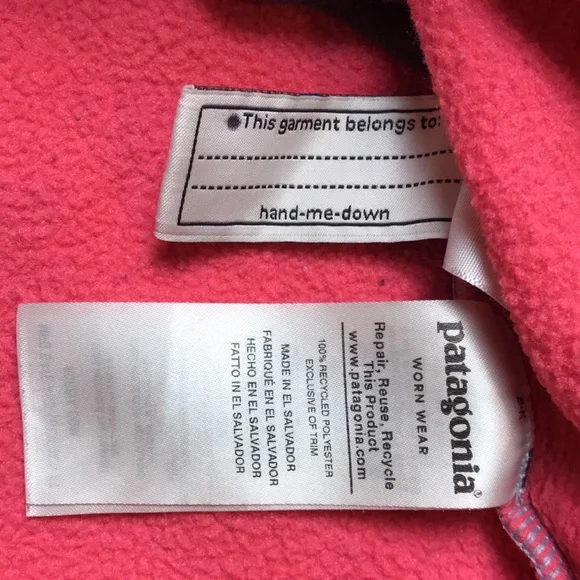 This garment belongs to:
hand-me-down
patagonia®
WORN WEAR
Repair, Reuse, Recycle
This Product
www.patagonia.com
100% RECYCLED POLYESTER
EXCLUSIVE OF TRIM
MADE IN EL SALVADOR
FABRIQUÉ EN EL SALVADOR
HECHO EN EL SALVADOR
FATTO IN EL SALVADOR